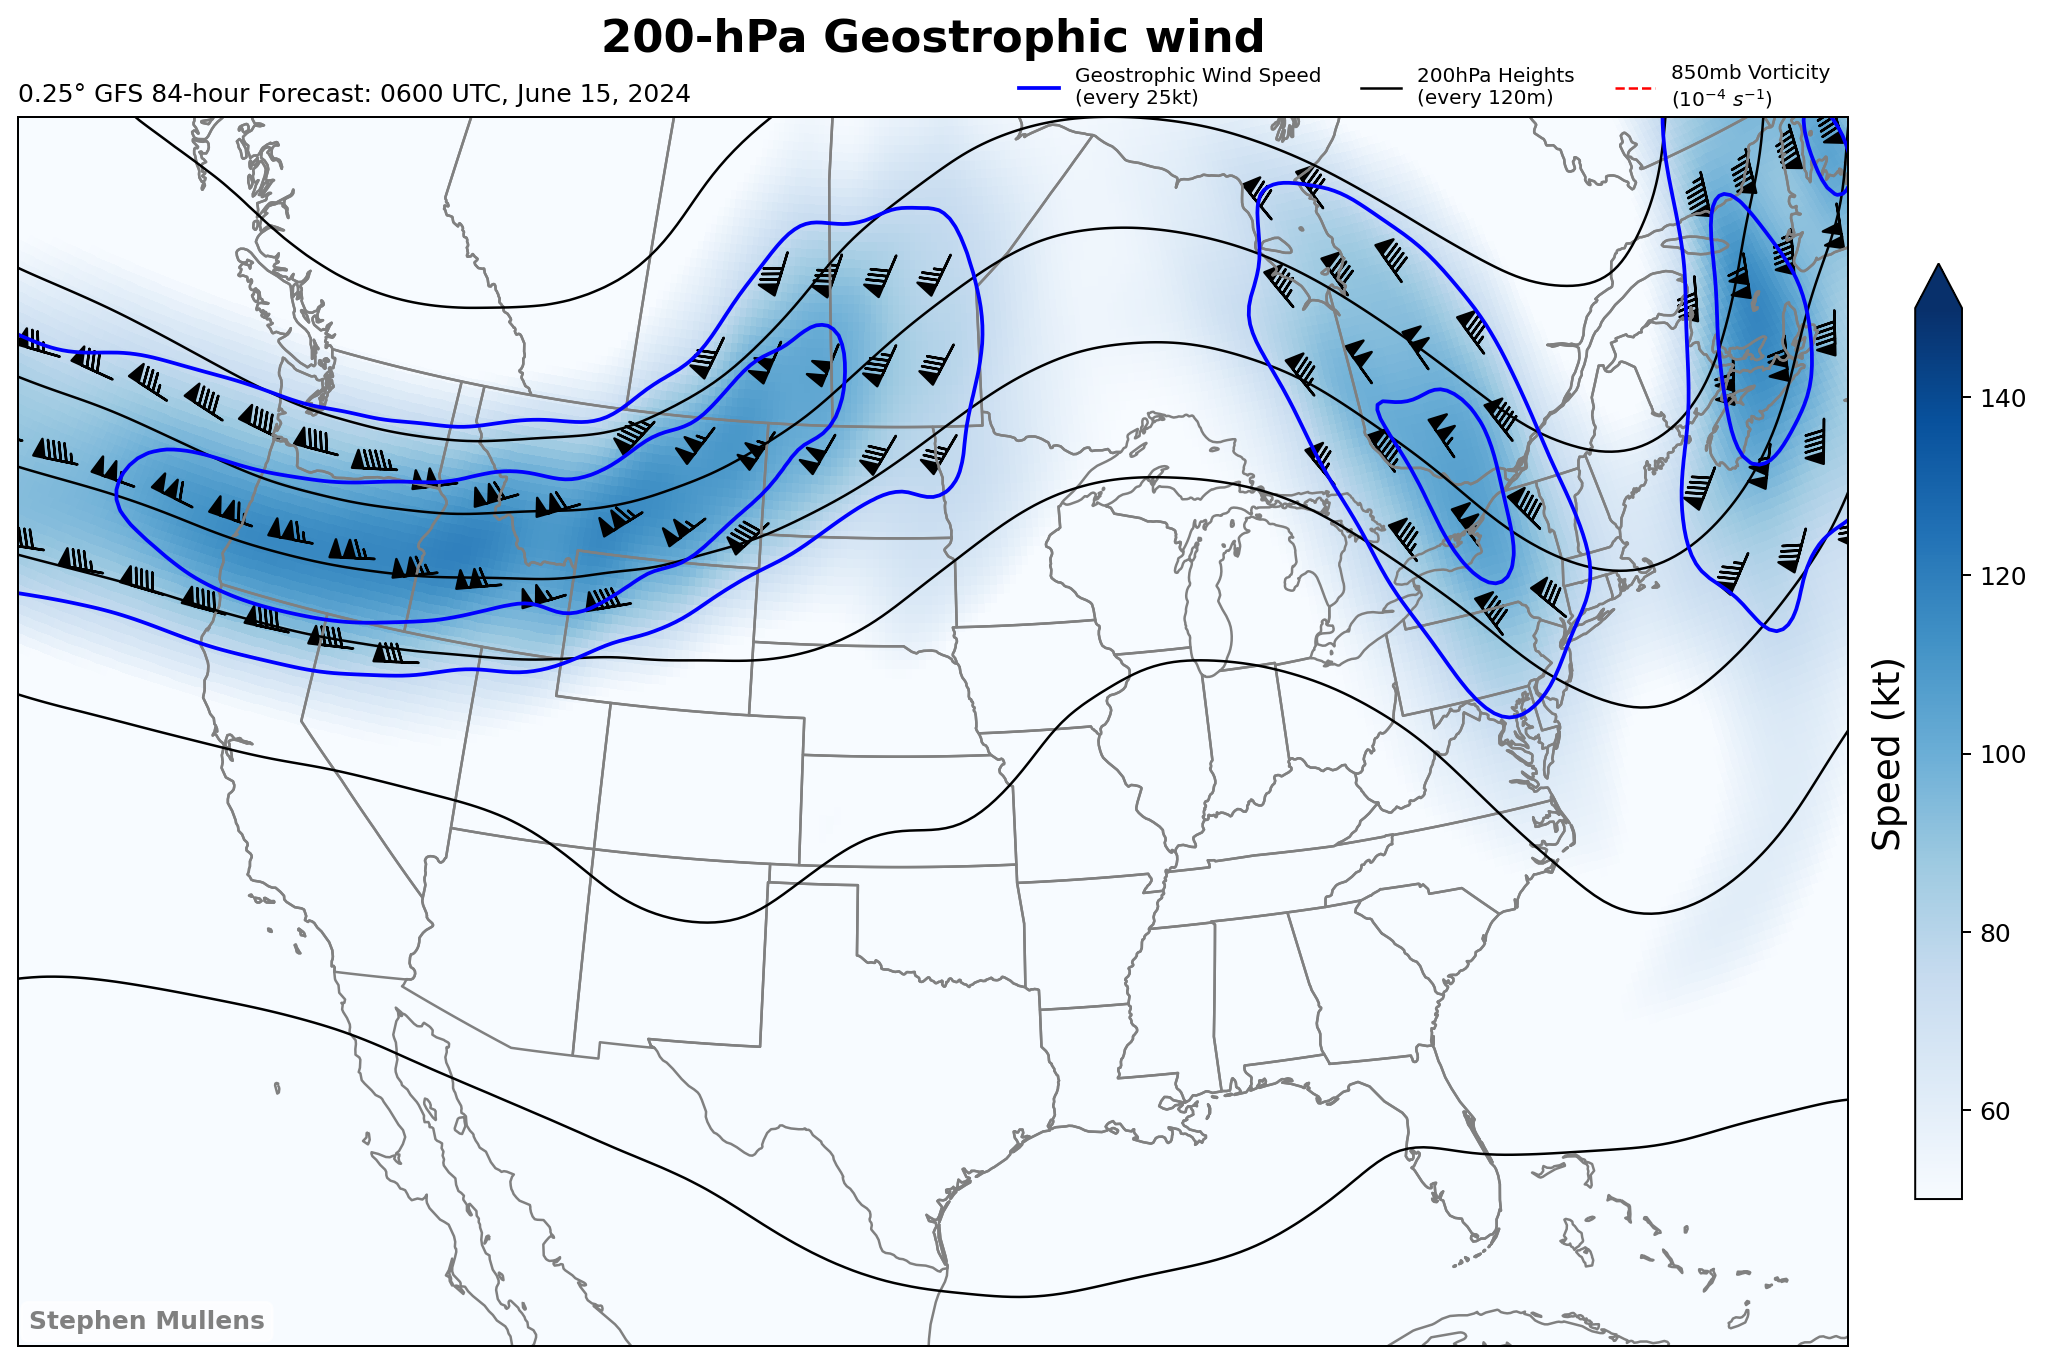 200-hPa Geostrophic wind
0.25° GFS 84-hour Forecast: 0600 UTC, June 15, 2024
Geostrophic Wind Speed
(every 25kt)
200hPa Heights
(every 120m)
850mb Vorticity
(10⁻⁴ s⁻¹)
140
120
100
80
60
Speed (kt)
Stephen Mullens